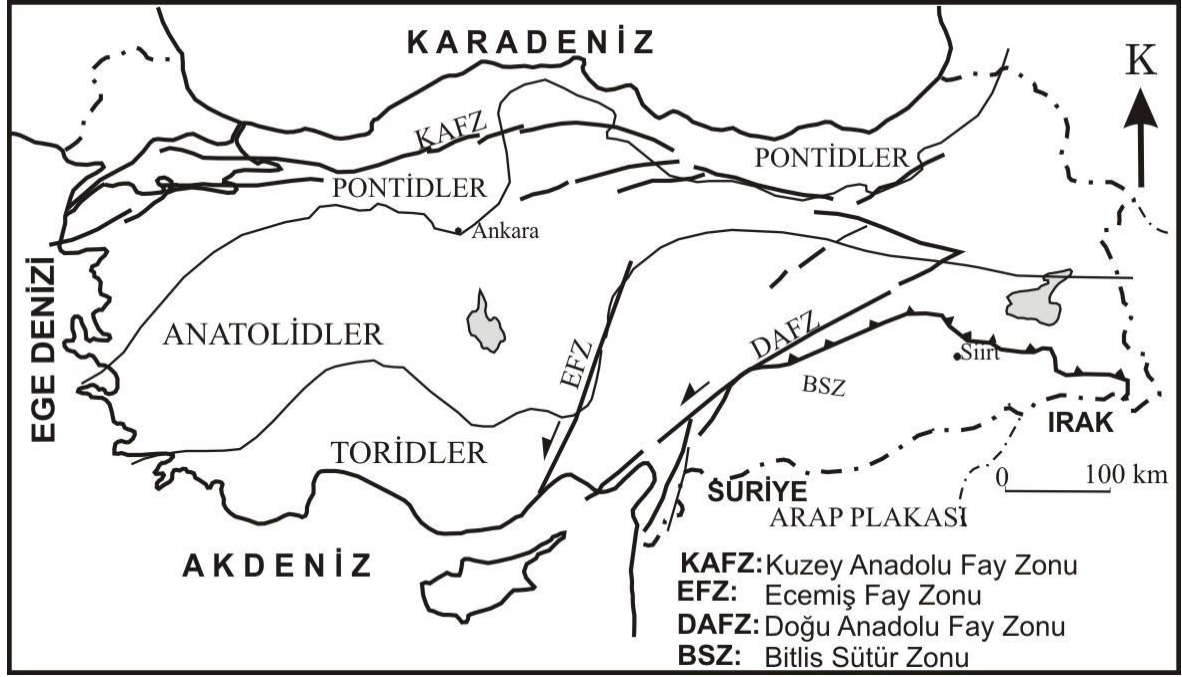 KARADENİZ
K
KAFZ
PONTİDLER
PONTİDLER
Ankara
EGE DENİZİ
ANATOLİDLER
EFZ
DAFZ
Siirt
BSZ
IRAK
TORİDLER
0 100 km
SURİYE
ARAP PLAKASI
AKDENİZ
KAFZ: Kuzey Anadolu Fay Zonu
EFZ: Ecemiş Fay Zonu
DAFZ: Doğu Anadolu Fay Zonu
BSZ: Bitlis Sütür Zonu